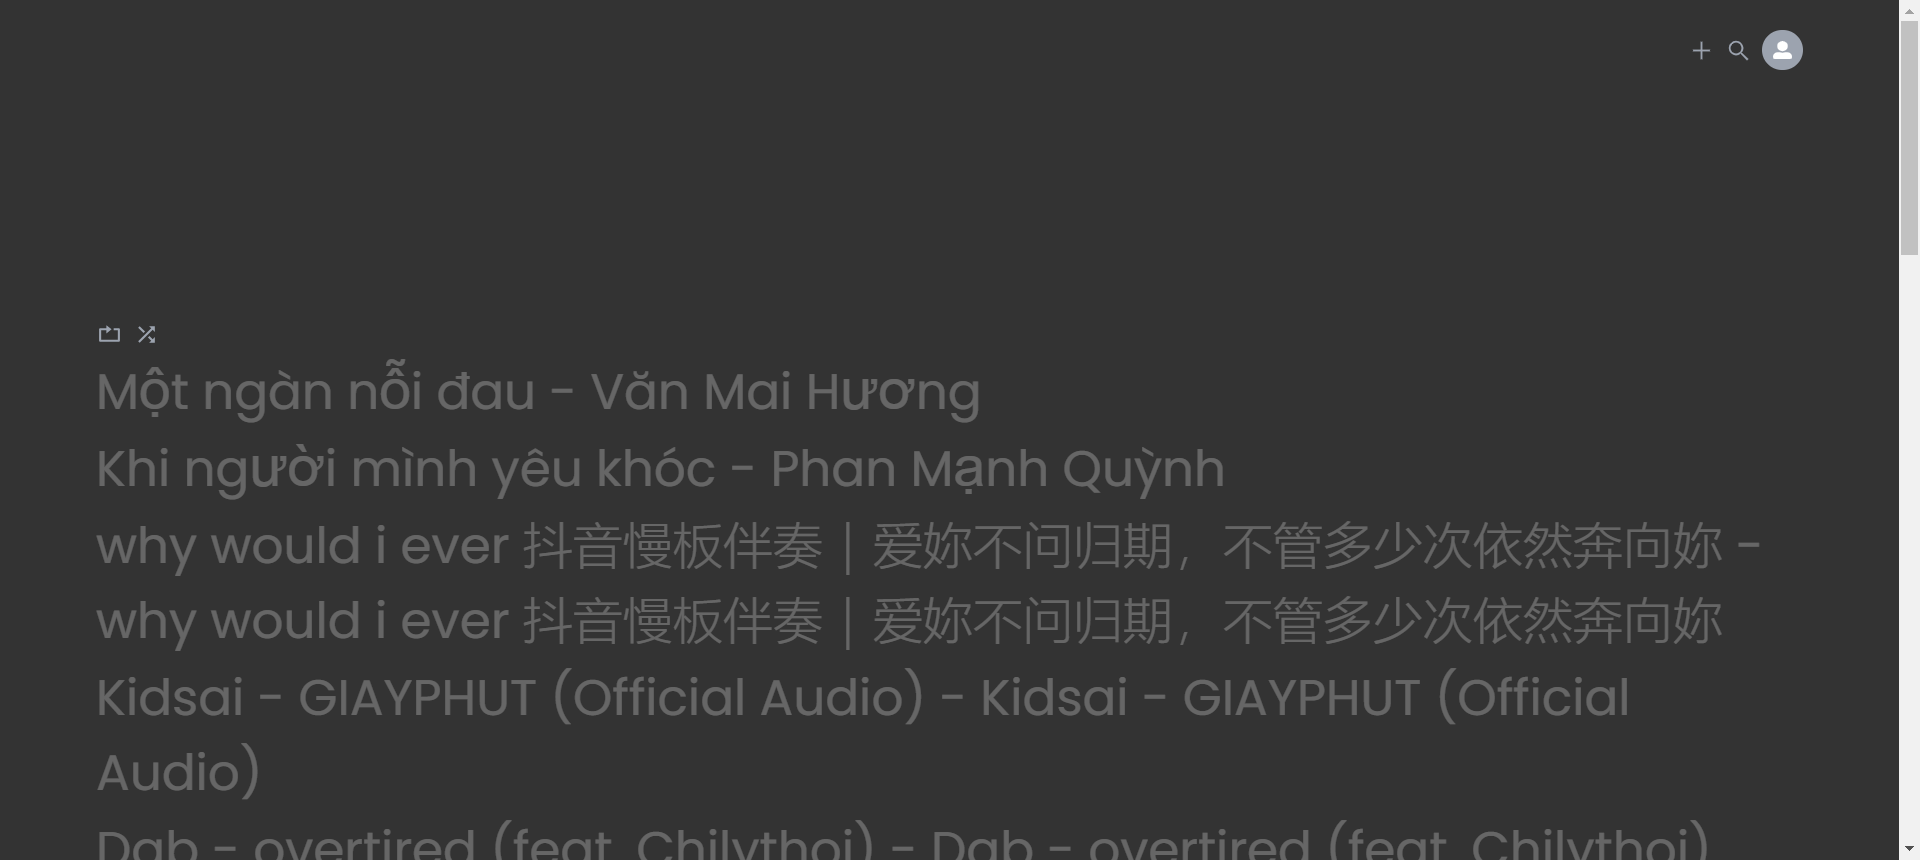 Một ngàn nỗi đau - Văn Mai Hương
Khi người mình yêu khóc - Phan Mạnh Quỳnh
why would i ever 抖音慢板伴奏｜爱妳不问归期，不管多少次依然奔向妳 -
why would i ever 抖音慢板伴奏｜爱妳不问归期，不管多少次依然奔向妳
Kidsai - GIAYPHUT (Official Audio) - Kidsai - GIAYPHUT (Official
Audio)
Dab - overtired (feat. Chilythoi) - Dab - overtired (feat. Chilythoi)